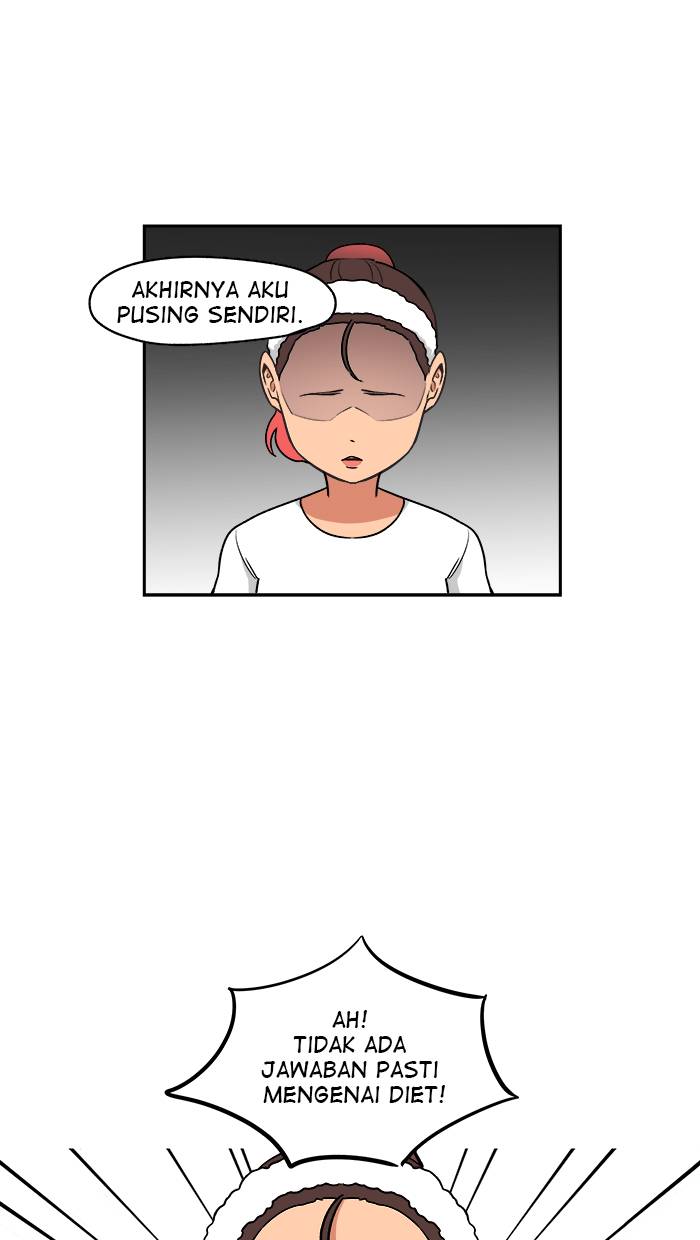 AKHIRNYA AKU
PUSING SENDIRI.
AH!
TIDAK ADA
JAWABAN PASTI
MENGENAI DIET!